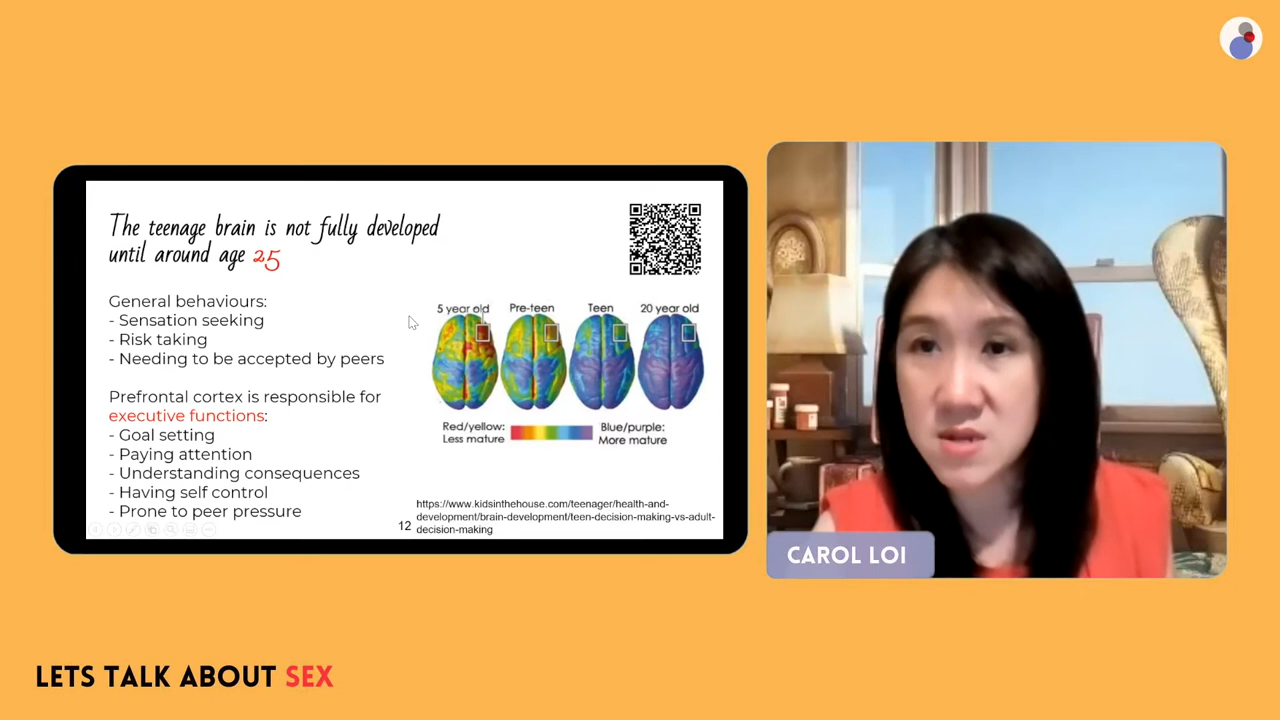 The teenage brain is not fully developed
until around age 25
General behaviours:
- Sensation seeking
- Risk taking
- Needing to be accepted by peers
Prefrontal cortex is responsible for
executive functions:
- Goal setting
- Paying attention
- Understanding consequences
- Having self control
- Prone to peer pressure
5 year old
Pre-teen
Teen
20 year old
Red/yellow:
Less mature
Blue/purple:
More mature
https://www.kidsinthehouse.com/teenager/health-and-
development/brain-development/teen-decision-making-vs-adult-
decision-making
12
CAROL LOI
LETS TALK ABOUT SEX